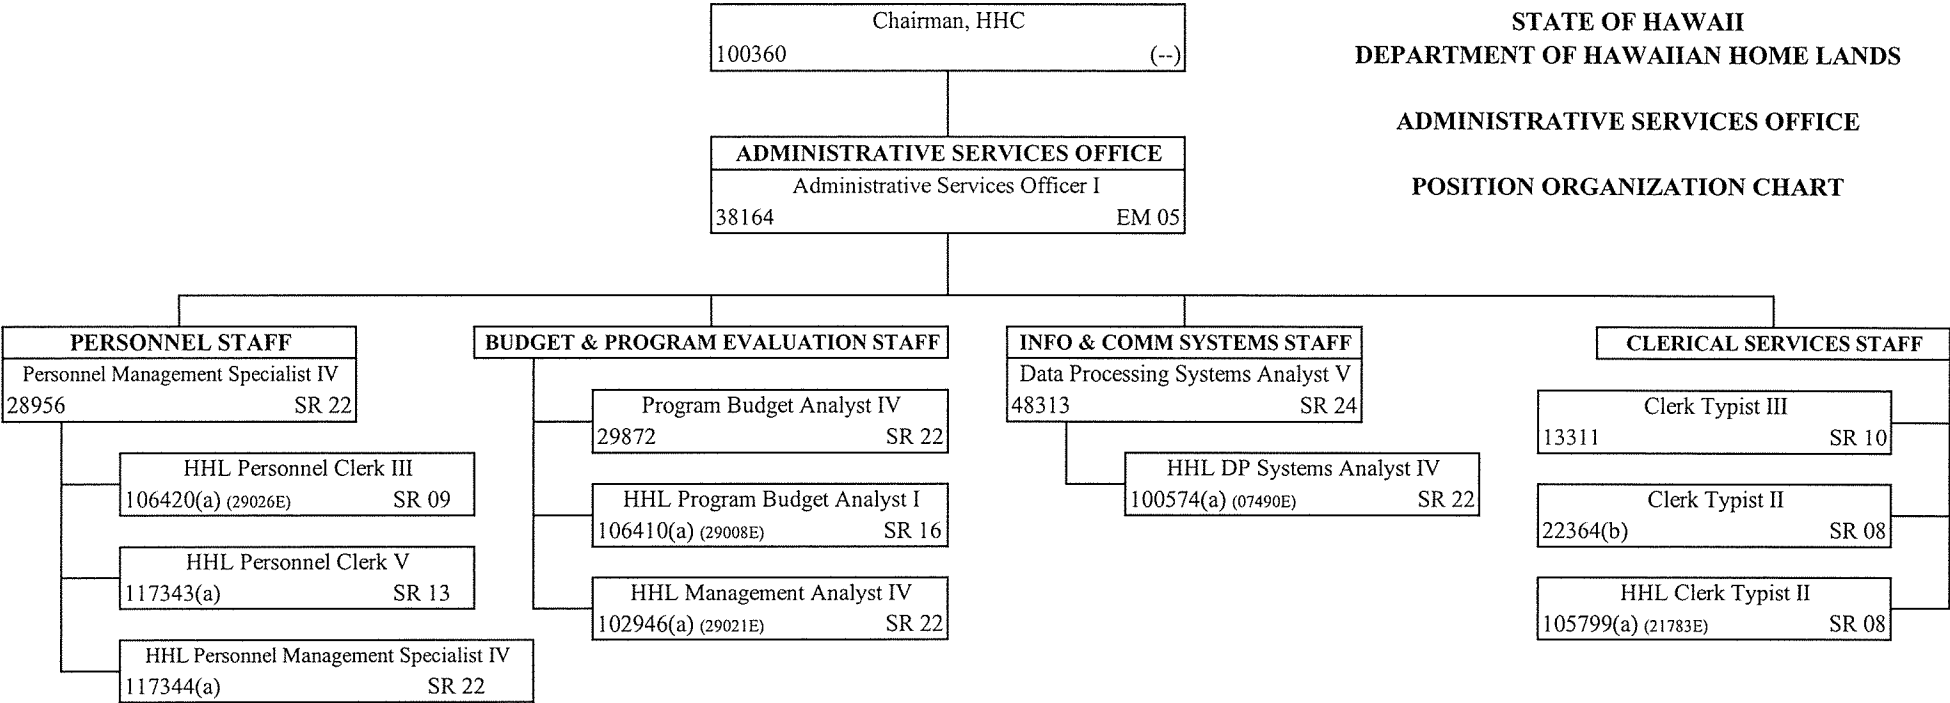 Chairman, HHC
100360 (--)
STATE OF HAWAII
DEPARTMENT OF HAWAIIAN HOME LANDS
ADMINISTRATIVE SERVICES OFFICE
POSITION ORGANIZATION CHART
ADMINISTRATIVE SERVICES OFFICE
Administrative Services Officer I
38164 EM 05
PERSONNEL STAFF
Personnel Management Specialist IV
28956 SR 22
HHL Personnel Clerk III
106420(a) (29026E) SR 09
HHL Personnel Clerk V
117343(a) SR 13
HHL Personnel Management Specialist IV
117344(a) SR 22
BUDGET & PROGRAM EVALUATION STAFF
Program Budget Analyst IV
29872 SR 22
HHL Program Budget Analyst I
106410(a) (29008E) SR 16
HHL Management Analyst IV
102946(a) (29021E) SR 22
INFO & COMM SYSTEMS STAFF
Data Processing Systems Analyst V
48313 SR 24
HHL DP Systems Analyst IV
100574(a) (07490E) SR 22
CLERICAL SERVICES STAFF
Clerk Typist III
13311 SR 10
Clerk Typist II
22364(b) SR 08
HHL Clerk Typist II
105799(a) (21783E) SR 08